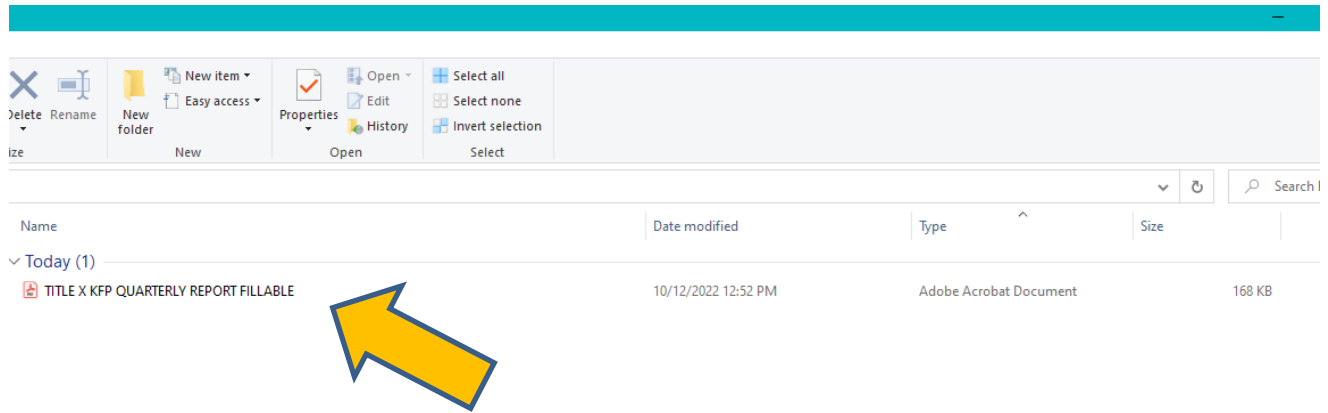 New item
Open
Select all
Easy access
Edit
Select none
Delete
Rename
New folder
Properties
History
Invert selection
ize
New
Open
Select
Search
Name
Date modified
Type
Size
Today (1)
TITLE X KFP QUARTERLY REPORT FILLABLE
10/12/2022 12:52 PM
Adobe Acrobat Document
168 KB